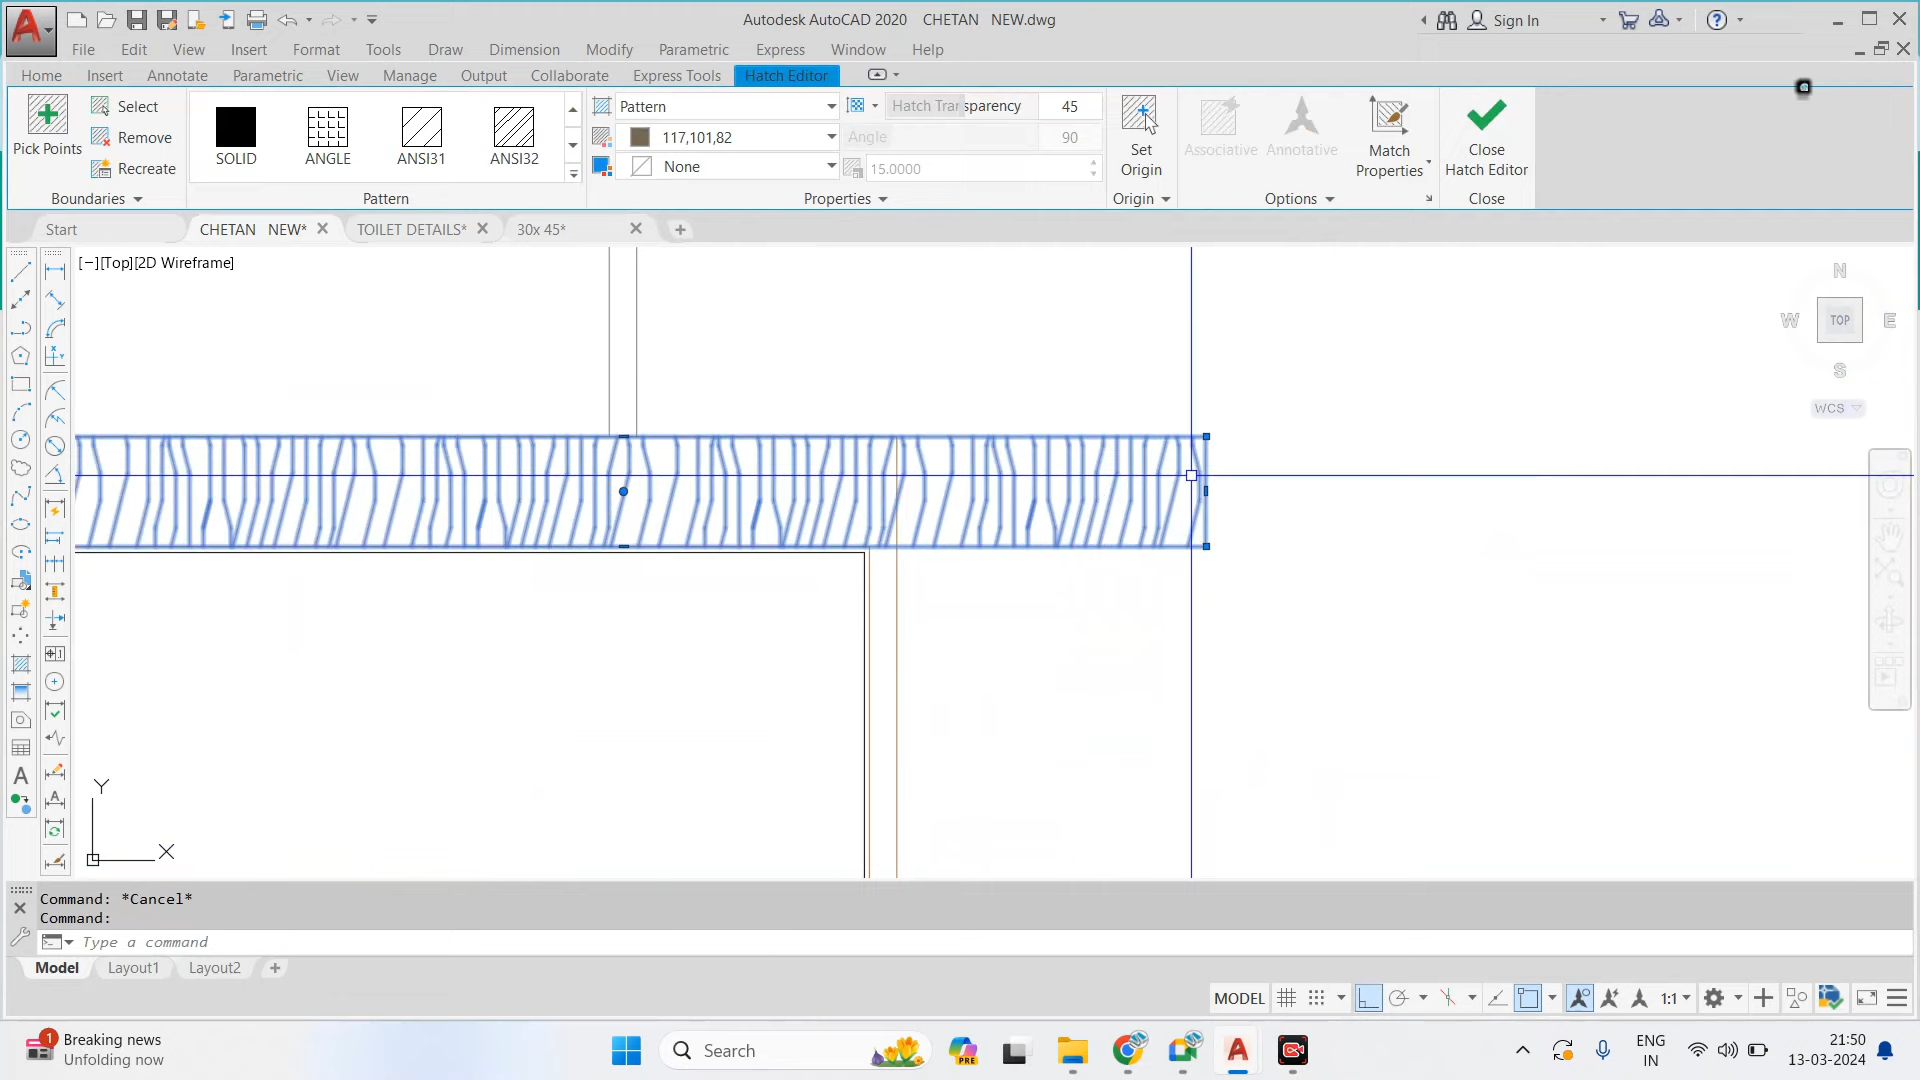 Autodesk AutoCAD 2020 CHETAN NEW.dwg
Sign In
File Edit View Insert Format Tools Draw Dimension Modify Parametric Express Window Help
Home Insert Annotate Parametric View Manage Output Collaborate Express Tools Hatch Editor
Pick Points
Select
Remove
Recreate
Boundaries
SOLID
ANGLE
ANSI31
ANSI32
Pattern
Pattern
117,101,82
None
Hatch Transparency 45
Angle 90
15.0000
Properties
Set Origin
Origin
Associative
Annotative
Match Properties
Options
Close Hatch Editor
Close
Start
CHETAN NEW*
TOILET DETAILS*
30x 45*
[−][Top][2D Wireframe]
N
W
TOP
E
S
WCS
Y
X
Command: *Cancel*
Command:
Type a command
Model Layout1 Layout2
MODEL
1:1
1
Breaking news
Unfolding now
Search
PRE
ENG
IN
21:50
13-03-2024